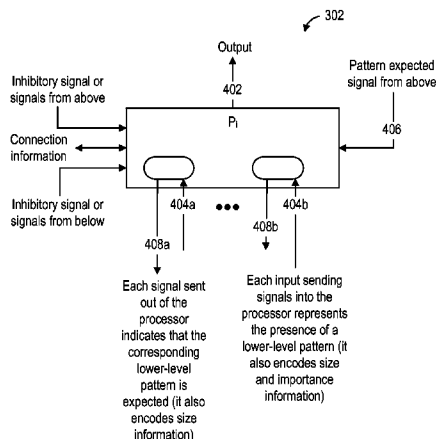 302
Output
402
Inhibitory signal or
signals from above
Pattern expected
signal from above
Pi
406
Connection
information
Inhibitory signal or
signals from below
404a
404b
408a
408b
Each signal sent
out of the
processor
indicates that the
corresponding
lower-level
pattern is
expected (it also
encodes size
information)
Each input sending
signals into the
processor represents
the presence of a
lower-level pattern (it
also encodes size
and importance
information)